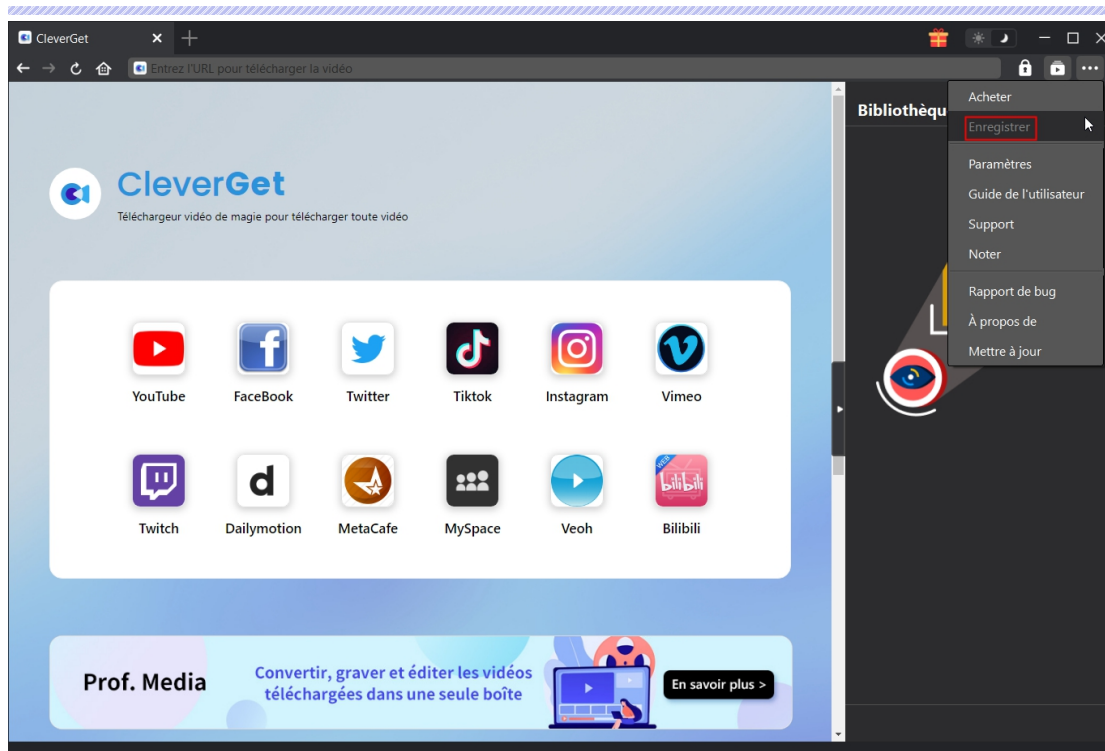 CleverGet
Entrez l'URL pour télécharger la vidéo
Acheter
Enregistrer
Paramètres
Guide de l'utilisateur
Support
Noter
Rapport de bug
À propos de
Mettre à jour
Bibliothèqu
CleverGet
Téléchargeur vidéo de magie pour télécharger toute vidéo
YouTube
FaceBook
Twitter
Tiktok
Instagram
Vimeo
WEB
bilibili
Twitch
Dailymotion
MetaCafe
MySpace
Veoh
Bilibili
Prof. Media
Convertir, graver et éditer les vidéos
téléchargées dans une seule boîte
En savoir plus >